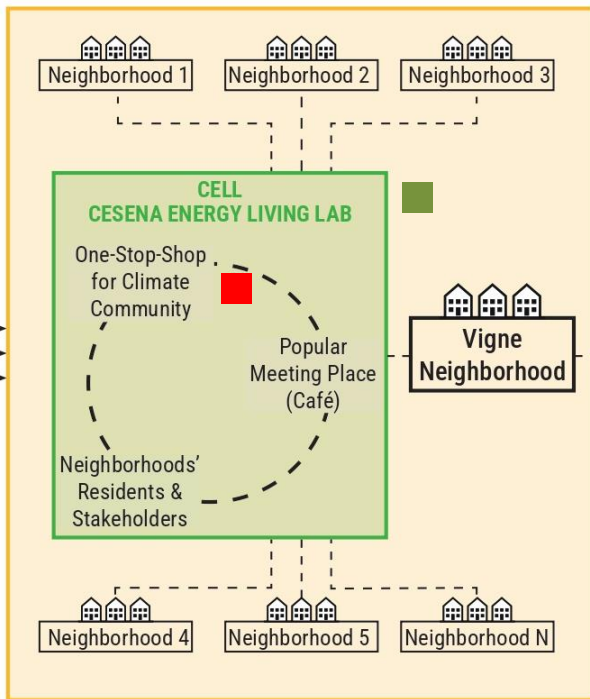 Neighborhood 1
Neighborhood 2
Neighborhood 3
CELL
CESENA ENERGY LIVING LAB
One-Stop-Shop
for Climate
Community
Popular
Meeting Place
(Café)
Neighborhoods’
Residents &
Stakeholders
Vigne
Neighborhood
Neighborhood 4
Neighborhood 5
Neighborhood N